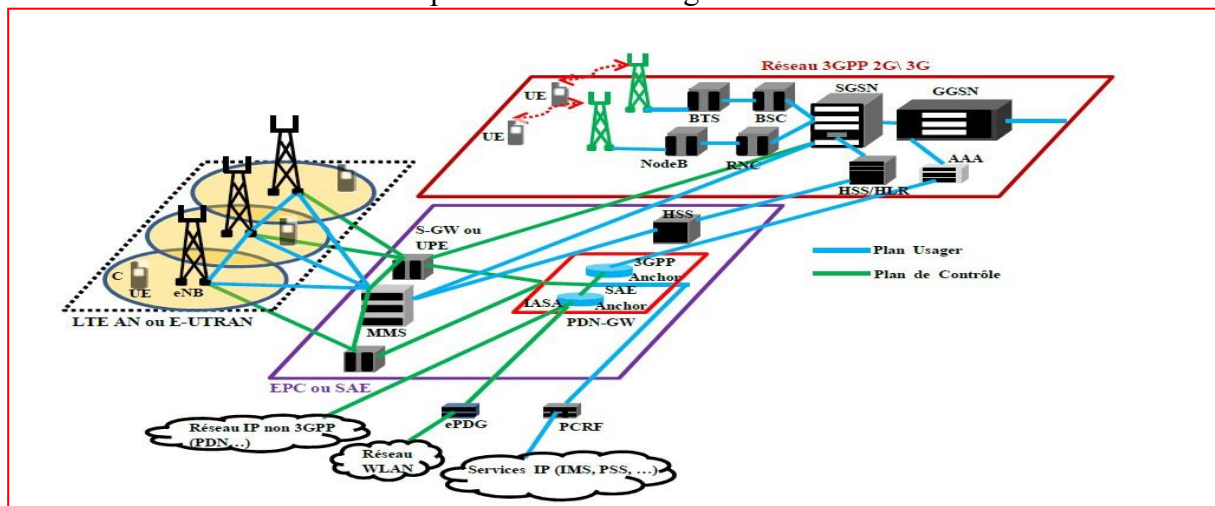 Réseau 3GPP 2G\ 3G
SGSN
GGSN
UE
BTS
BSC
UE
NodeB
RNC
AAA
HSS/HLR
HSS
S-GW ou
UPE
Plan Usager
3GPP
Anchor
Plan de Contrôle
C
UE
eNB
SAE
IASA
Anchor
LTE AN ou E-UTRAN
MMS
PDN-GW
EPC ou SAE
Réseau IP non 3GPP
(PDN,..)
ePDG
PCRF
Réseau
WLAN
Services IP (IMS, PSS, …)